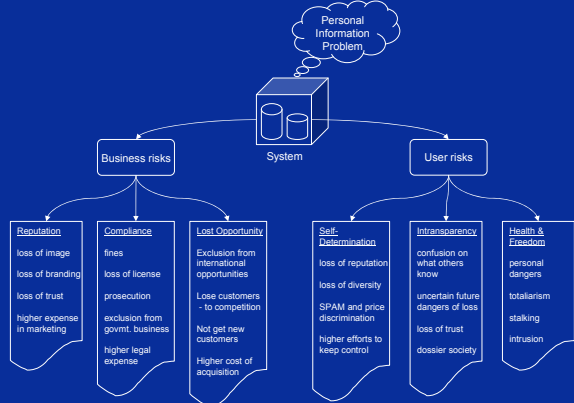 Personal
Information
Problem
System
Business risks
User risks
Reputation
loss of image
loss of branding
loss of trust
higher expense
in marketing
Compliance
fines
loss of license
prosecution
exclusion from
govmt. business
higher legal
expense
Lost Opportunity
Exclusion from
international
opportunities
Lose customers
- to competition
Not get new
customers
Higher cost of
acquisition
Self-
Determination
loss of reputation
loss of diversity
SPAM and price
discrimination
higher efforts to
keep control
Intransparency
confusion on
what others
know
uncertain future
dangers of loss
loss of trust
dossier society
Health &
Freedom
personal
dangers
totaliarism
stalking
intrusion